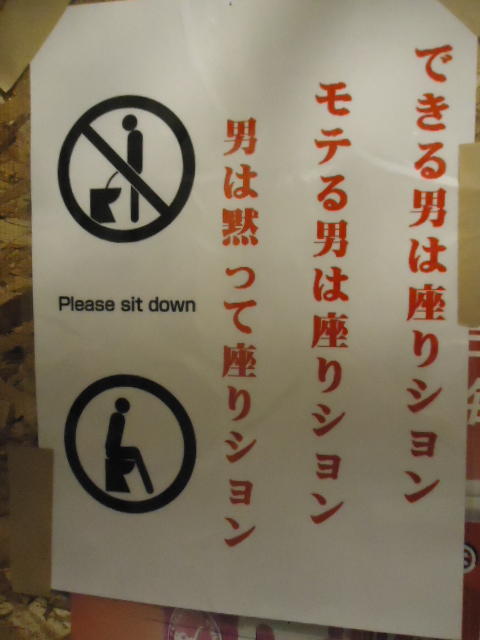 できる男は座りション
モテる男は座りション
男は黙って座りション
Please sit down